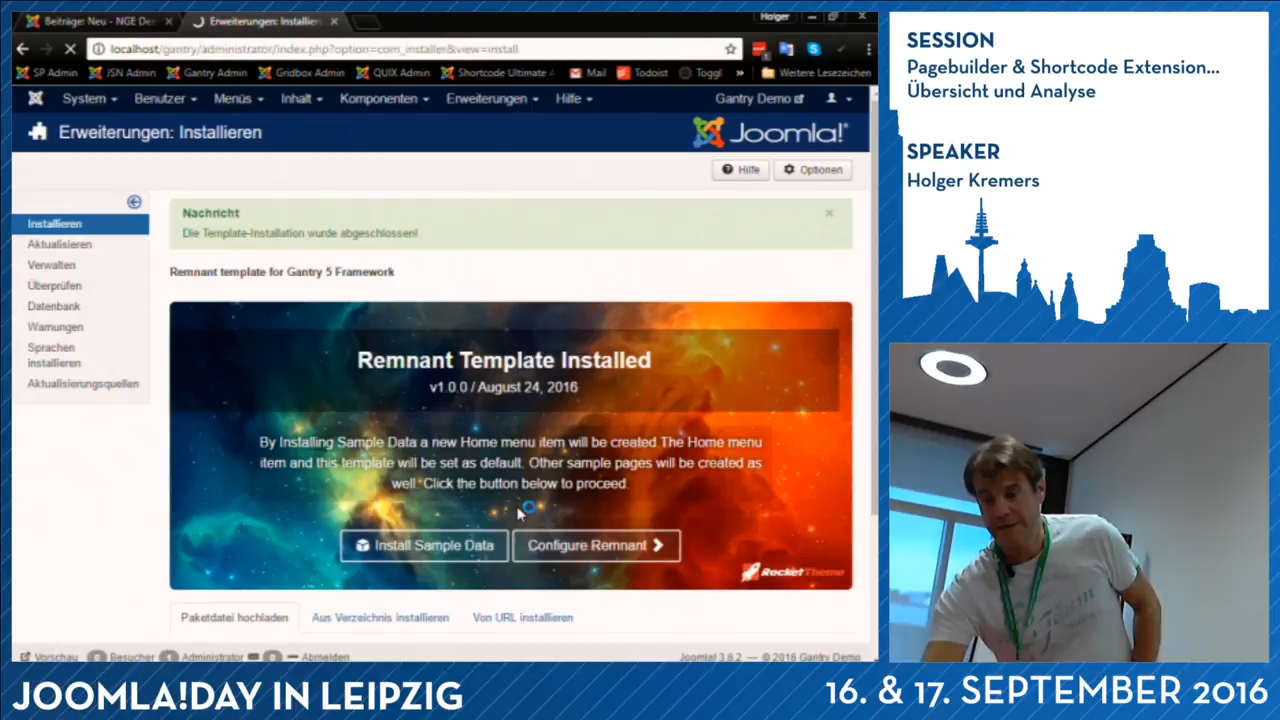 Beiträge: Neu - NGE De
Erweiterungen: Installier
Holger
localhost/gantry/administrator/index.php?option=com_installer&view=install
SP Admin
JSN Admin
Gantry Admin
Gridbox Admin
QUIX Admin
Shortcode Ultimate
Mail
Todoist
Toggl
»
Weitere Lesezeichen
System
Benutzer
Menüs
Inhalt
Komponenten
Erweiterungen
Hilfe
Gantry Demo
Erweiterungen: Installieren
Joomla!®
Hilfe
Optionen
Installieren
Aktualisieren
Verwalten
Überprüfen
Datenbank
Warnungen
Sprachen
installieren
Aktualisierungsquellen
Nachricht
Die Template-Installation wurde abgeschlossen!
Remnant template for Gantry 5 Framework
Remnant Template Installed
v1.0.0 / August 24, 2016
By Installing Sample Data a new Home menu item will be created.The Home menu
item and this template will be set as default. Other sample pages will be created as
well. Click the button below to proceed.
Install Sample Data
Configure Remnant
RocketTheme
Paketdatei hochladen
Aus Verzeichnis installieren
Von URL installieren
Vorschau
Besucher
Administrator
Abmelden
Joomla! 3.6.2 — © 2016 Gantry Demo
SESSION
Pagebuilder & Shortcode Extension...
Übersicht und Analyse
SPEAKER
Holger Kremers
JOOMLA!DAY IN LEIPZIG
16. & 17. SEPTEMBER 2016